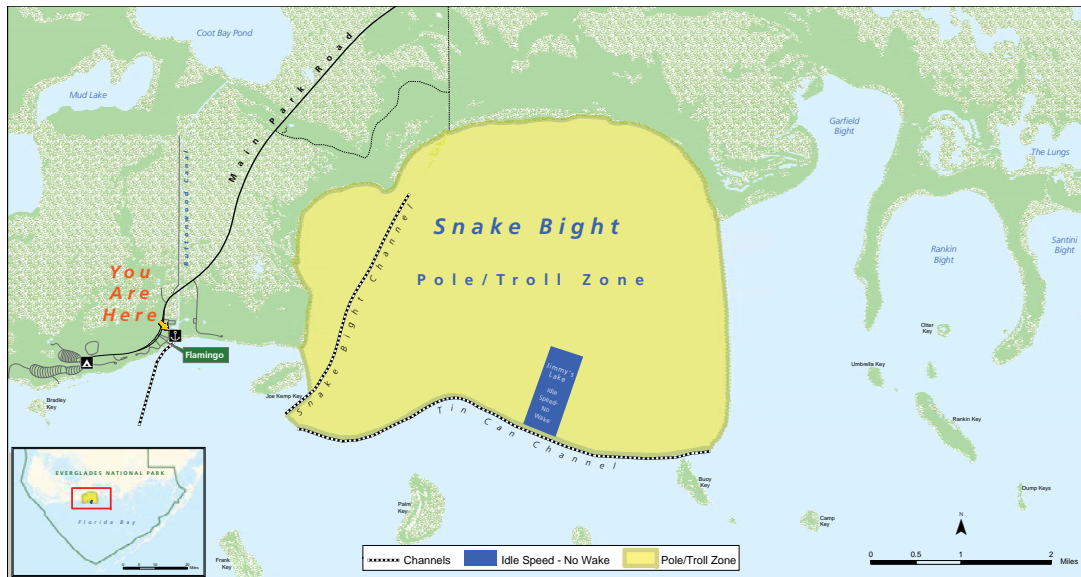 Coot Bay Pond
Mud Lake
Main Park Road
Buttonwood Canal
Garfield
Bight
The Lungs
Rankin
Bight
Santini
Bight
Snake Bight
Pole/Troll Zone
Snake Bight Channel
You
Are
Here
Flamingo
Joe Kemp Key
Bradley
Key
Jimmy's
Lake
Idle
Speed-
No
Wake
Tin Can Channel
Otter
Key
Umbrella Key
Rankin Key
Buoy
Key
Camp
Key
Dump Keys
Palm
Key
Frank
Key
EVERGLADES NATIONAL PARK
Florida Bay
0 10 20
Miles
Channels
Idle Speed - No Wake
Pole/Troll Zone
N
0 0.5 1 2
Miles